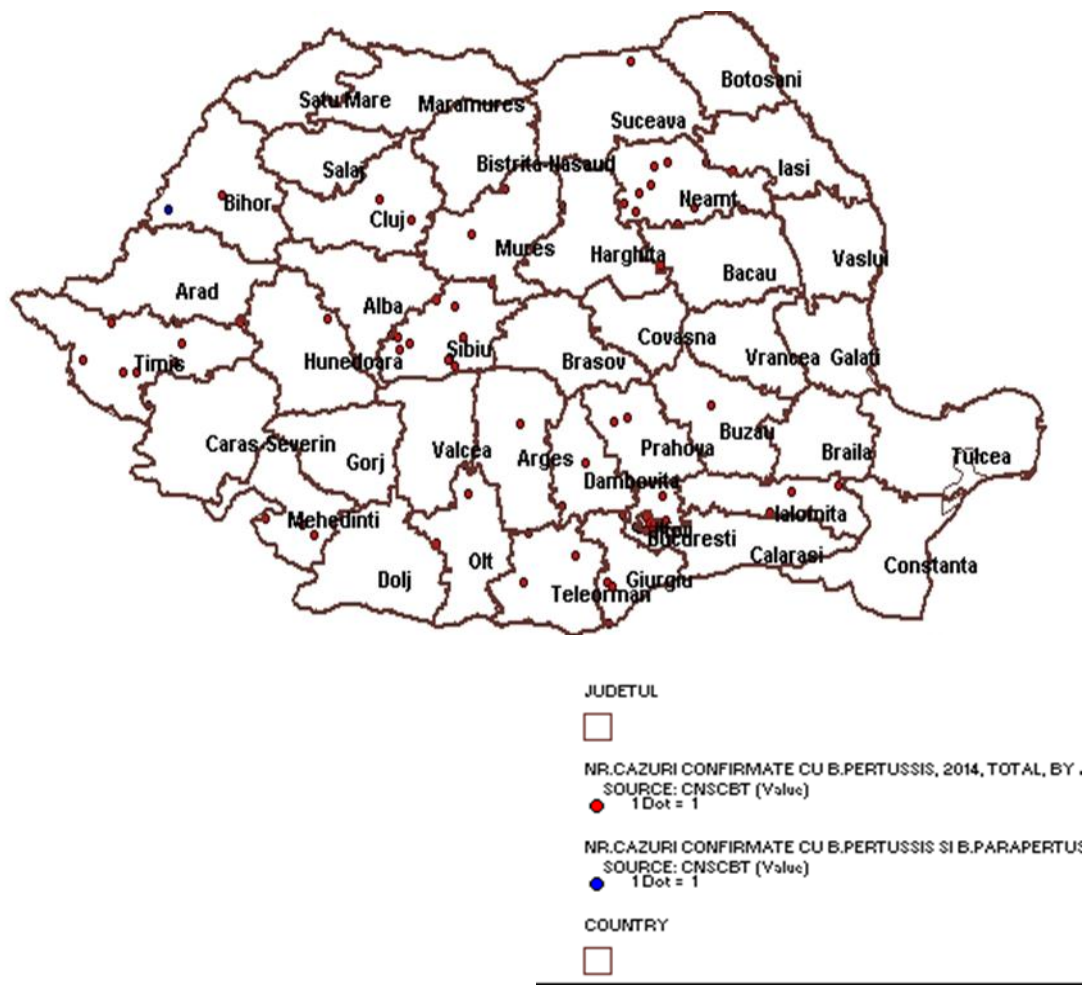 Botosani
Satu Mare
Maramures
Suceava
Iasi
Salaj
Bistrita-Nasaud
Neamt
Bihor
Cluj
Mures
Harghita
Bacau
Vaslui
Arad
Alba
Covasna
Timis
Hunedoara
Sibiu
Brasov
Vrancea
Galati
Caras-Severin
Gorj
Valcea
Arges
Prahova
Buzau
Braila
Tulcea
Dambovita
Mehedinti
Ialomita
Bucuresti
Calarasi
Constanta
Dolj
Olt
Teleorman
Giurgiu
JUDETUL
NR.CAZURI CONFIRMATE CU B.PERTUSSIS, 2014, TOTAL, BY
SOURCE: CNSCBT (Value)
1 Dot = 1
NR.CAZURI CONFIRMATE CU B.PERTUSSIS SI B.PARAPERTUS
SOURCE: CNSCBT (Value)
1 Dot = 1
COUNTRY